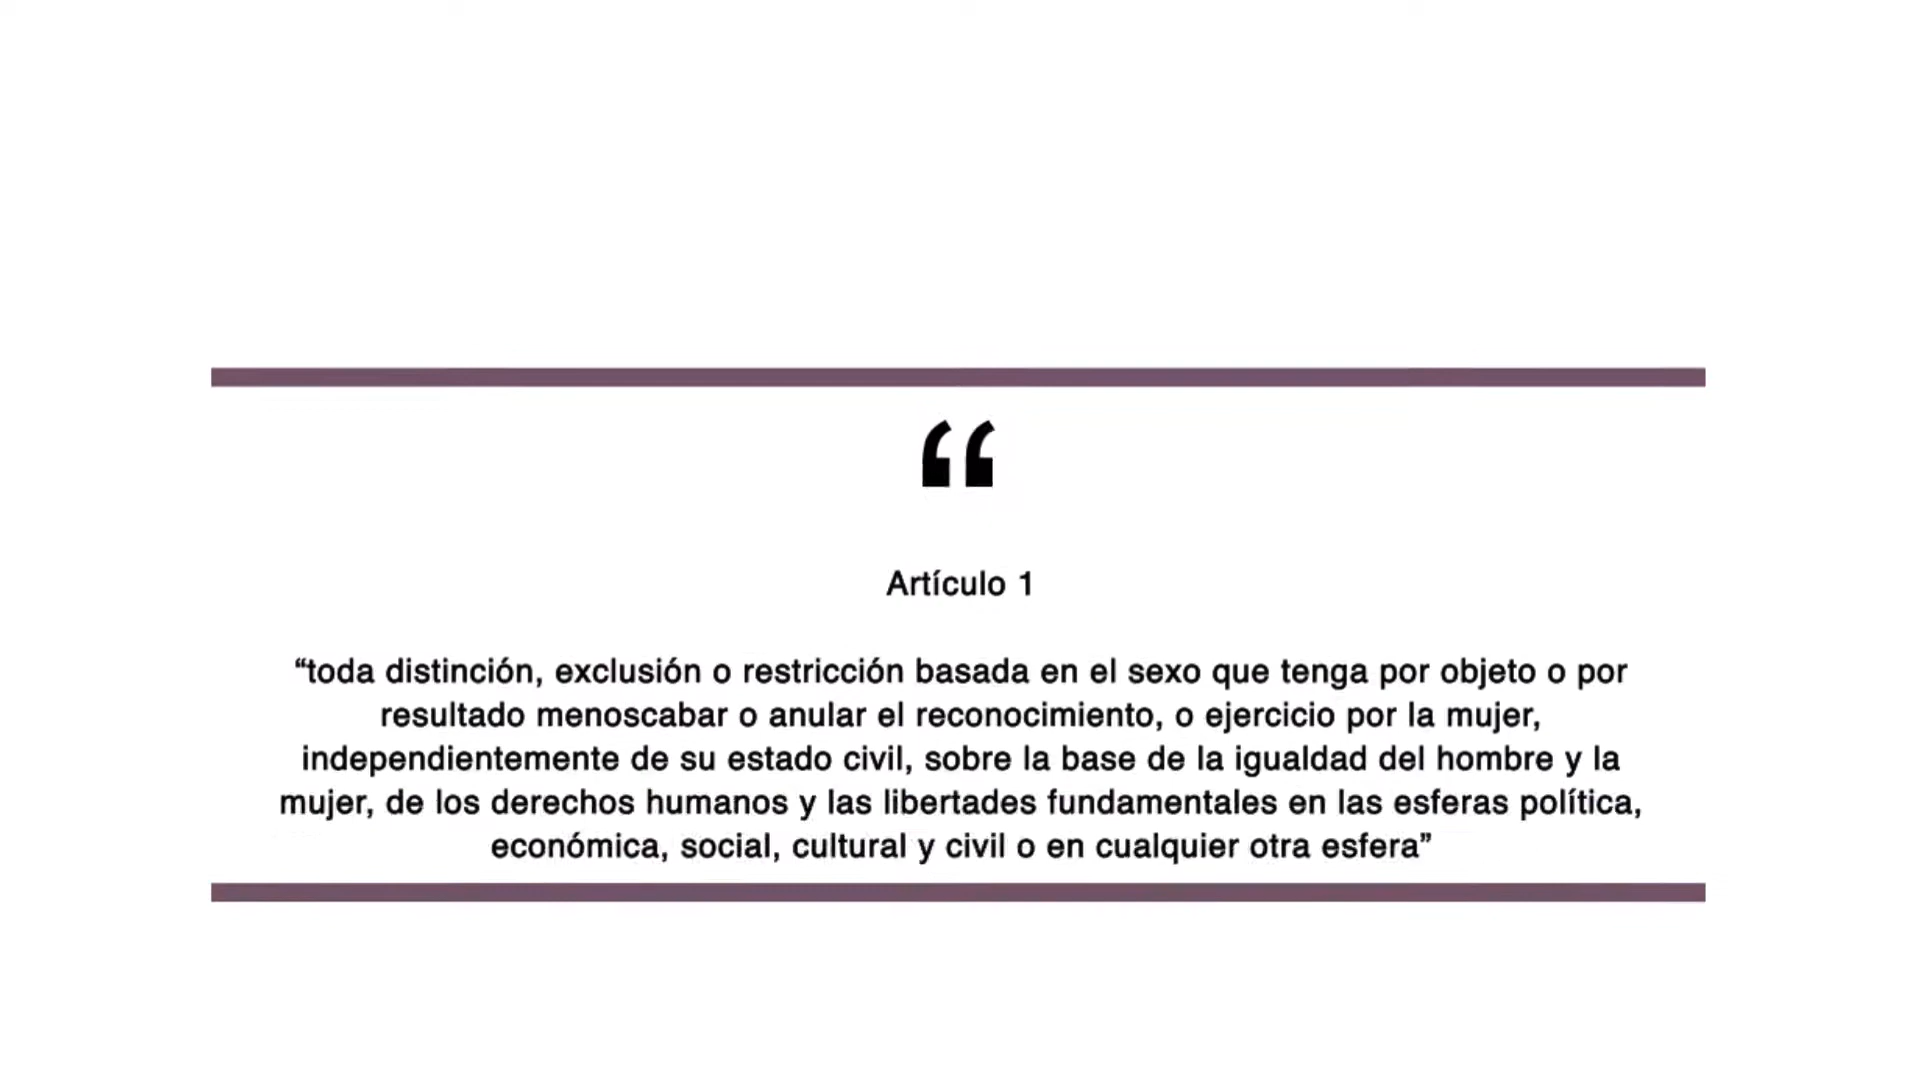 “
Artículo 1
“toda distinción, exclusión o restricción basada en el sexo que tenga por objeto o por
resultado menoscabar o anular el reconocimiento, o ejercicio por la mujer,
independientemente de su estado civil, sobre la base de la igualdad del hombre y la
mujer, de los derechos humanos y las libertades fundamentales en las esferas política,
económica, social, cultural y civil o en cualquier otra esfera”